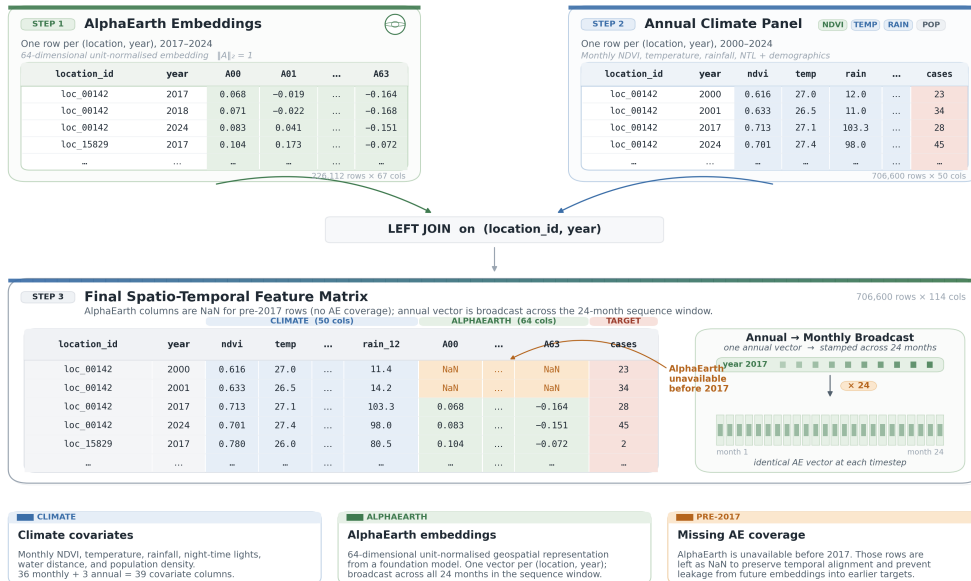 STEP 1 AlphaEarth Embeddings
One row per (location, year), 2017–2024
64-dimensional unit-normalised embedding ‖A‖₂ = 1
location_id year A00 A01 … A63
loc_00142 2017 0.068 −0.019 … −0.164
loc_00142 2018 0.071 −0.022 … −0.168
loc_00142 2024 0.083 0.041 … −0.151
loc_15829 2017 0.104 0.173 … −0.072
… … … … … …
226,112 rows × 67 cols
STEP 2 Annual Climate Panel NDVI TEMP RAIN POP
One row per (location, year), 2000–2024
Monthly NDVI, temperature, rainfall, NTL + demographics
location_id year ndvi temp rain … cases
loc_00142 2000 0.616 27.0 12.0 … 23
loc_00142 2001 0.633 26.5 11.0 … 34
loc_00142 2017 0.713 27.1 103.3 … 28
loc_00142 2024 0.701 27.4 98.0 … 45
… … … … … … …
706,600 rows × 50 cols
LEFT JOIN on (location_id, year)
STEP 3 Final Spatio-Temporal Feature Matrix 706,600 rows × 114 cols
AlphaEarth columns are NaN for pre-2017 rows (no AE coverage); annual vector is broadcast across the 24-month sequence window.
CLIMATE (50 cols) ALPHAEARTH (64 cols) TARGET
location_id year ndvi temp … rain_12 A00 … A63 cases
loc_00142 2000 0.616 27.0 … 11.4 NaN … NaN 23
loc_00142 2001 0.633 26.5 … 14.2 NaN … NaN 34
loc_00142 2017 0.713 27.1 … 103.3 0.068 … −0.164 28
loc_00142 2024 0.701 27.4 … 98.0 0.083 … −0.151 45
loc_15829 2017 0.780 26.0 … 80.5 0.104 … −0.072 2
… … … … … … … … … …
AlphaEarth
unavailable
before 2017
Annual → Monthly Broadcast
one annual vector → stamped across 24 months
year 2017
× 24
month 1 month 24
identical AE vector at each timestep
CLIMATE
Climate covariates
Monthly NDVI, temperature, rainfall, night-time lights,
water distance, and population density.
36 monthly + 3 annual = 39 covariate columns.
ALPHAEARTH
AlphaEarth embeddings
64-dimensional unit-normalised geospatial representation
from a foundation model. One vector per (location, year);
broadcast across all 24 months in the sequence window.
PRE-2017
Missing AE coverage
AlphaEarth is unavailable before 2017. Those rows are
left as NaN to preserve temporal alignment and prevent
leakage from future embeddings into earlier targets.